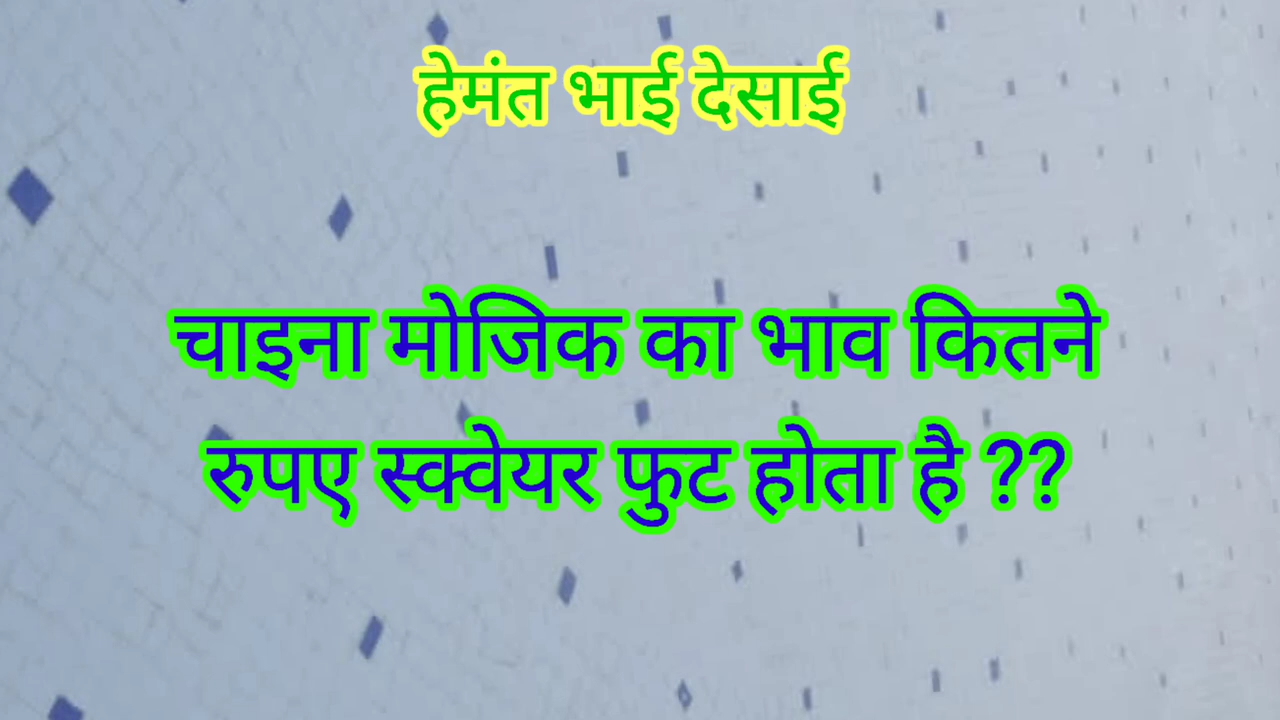 हेमंत भाई देसाई
चाइना मोजिक का भाव कितने
रुपए स्क्वेयर फुट होता है ??